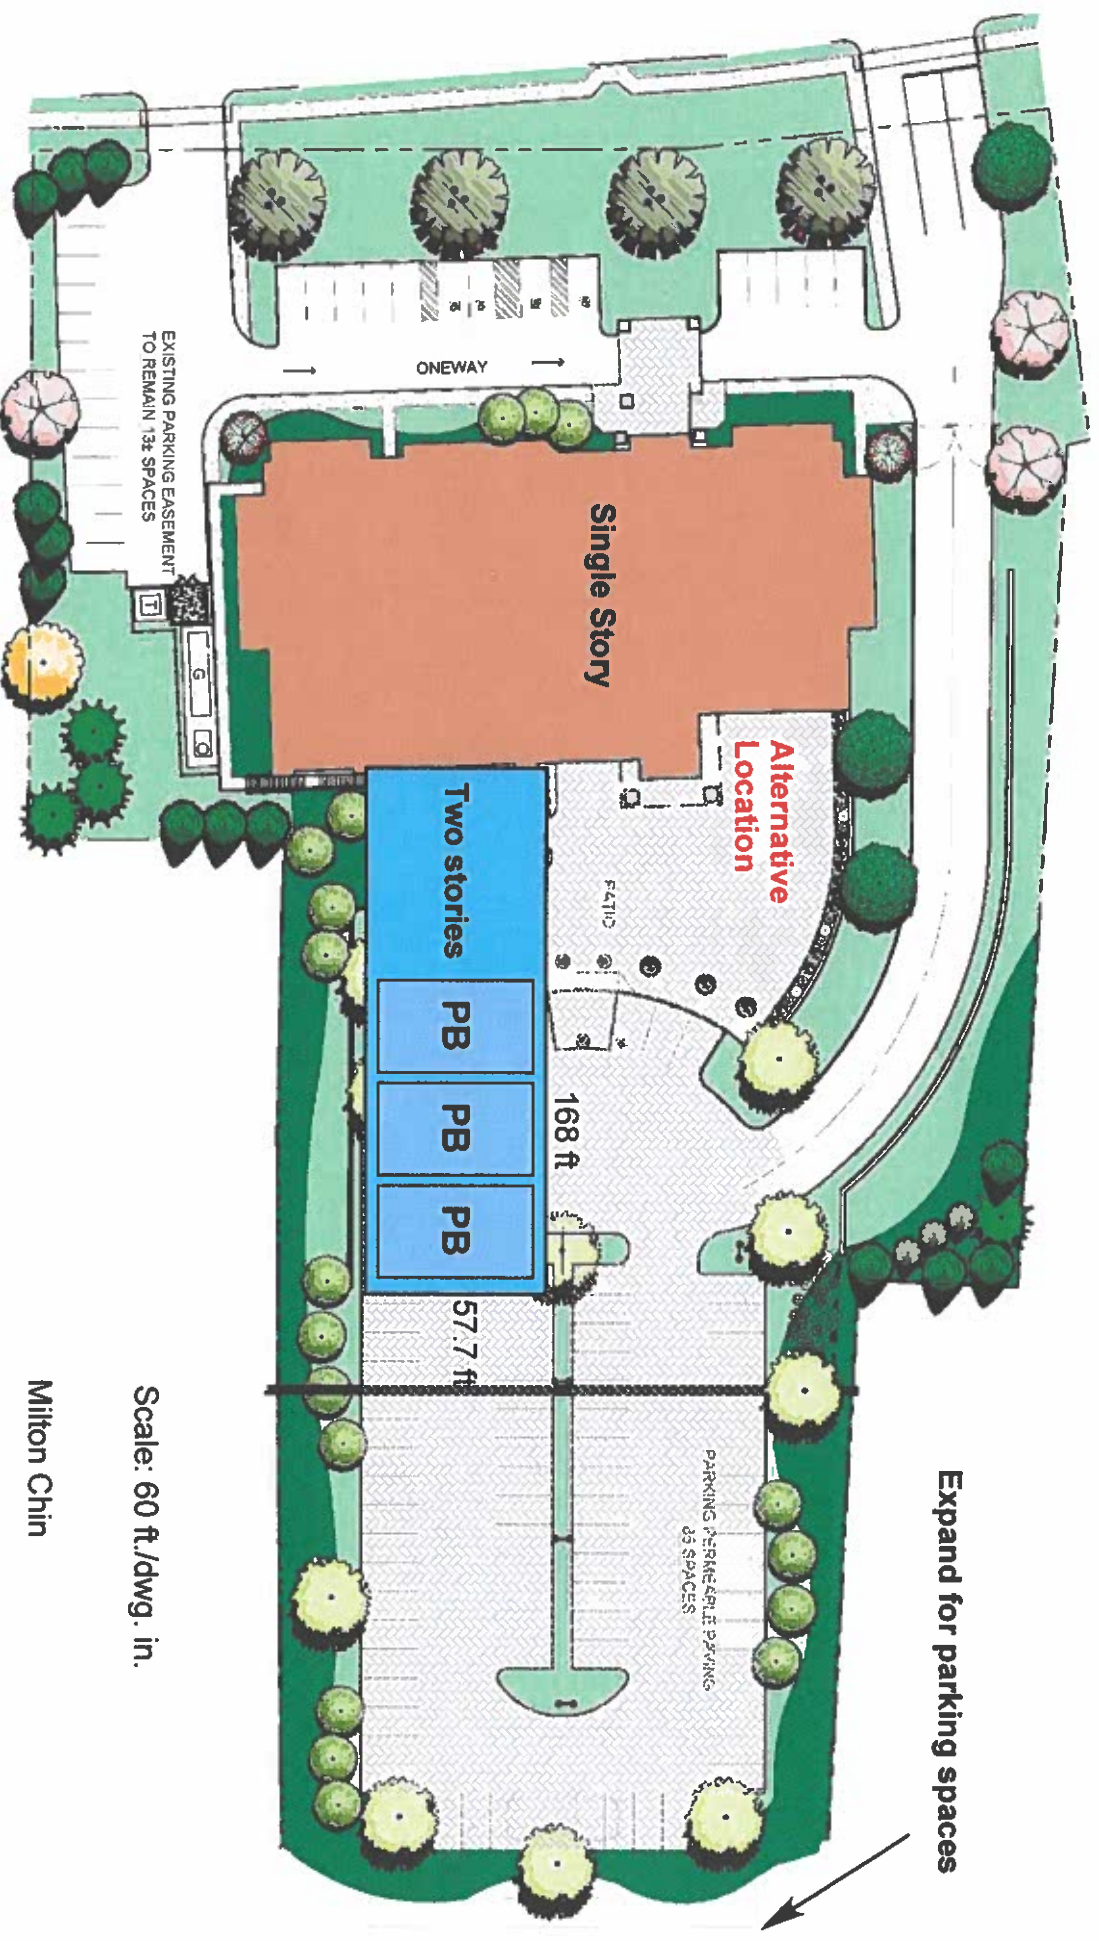 Expand for parking spaces
ONEWAY
EXISTING PARKING EASEMENT
TO REMAIN 13± SPACES
T
G
Single Story
Alternative
Location
PATIO
Two stories
PB
PB
PB
168 ft
57.7 ft
PARKING PERMEABLE PAVING
SPACES
Scale: 60 ft./dwg. in.
Milton Chin